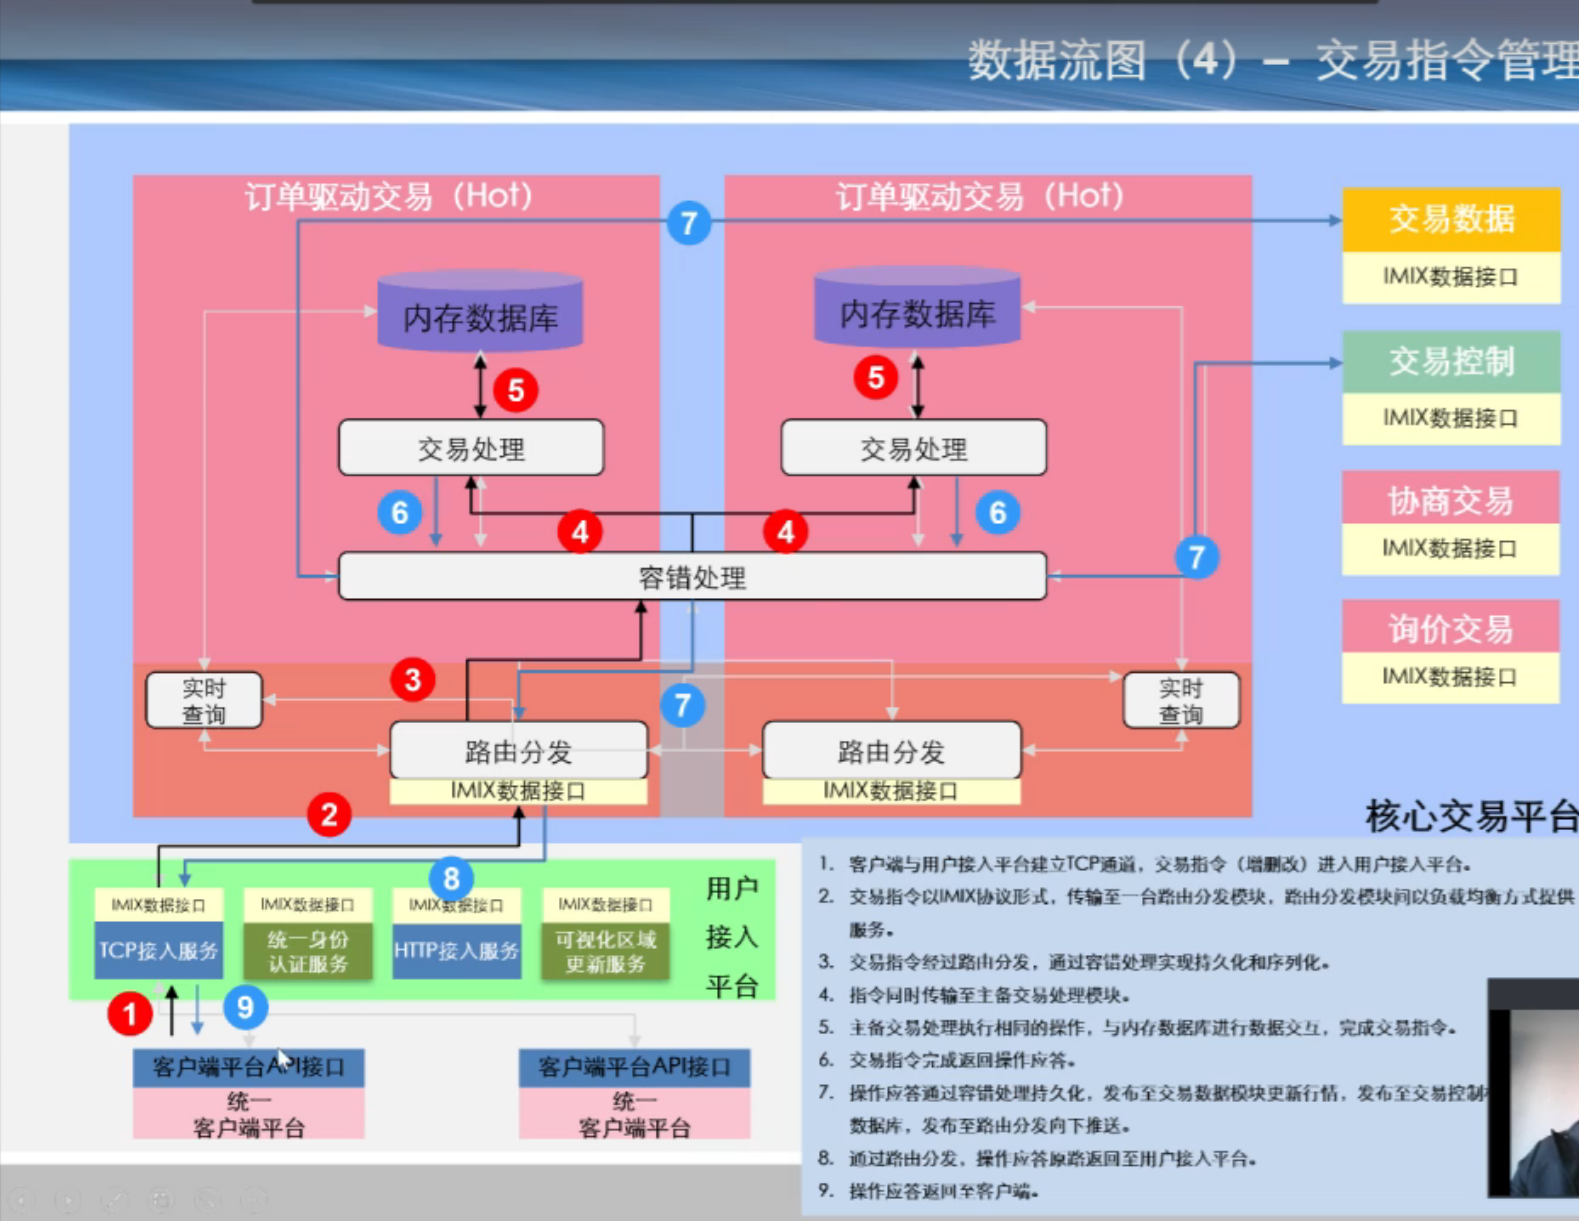 数据流图（4）– 交易指令管理
订单驱动交易（Hot）
订单驱动交易（Hot）
7
交易数据
IMIX数据接口
内存数据库
内存数据库
交易控制
IMIX数据接口
5
5
交易处理
交易处理
协商交易
IMIX数据接口
6
4
4
6
7
容错处理
询价交易
IMIX数据接口
实时
查询
3
7
实时
查询
路由分发
IMIX数据接口
路由分发
IMIX数据接口
2
核心交易平台
8
IMIX数据接口
TCP接入服务
IMIX数据接口
统一身份
认证服务
IMIX数据接口
HTTP接入服务
IMIX数据接口
可视化区域
更新服务
用户
接入
平台
1
9
客户端平台API接口
统一
客户端平台
客户端平台API接口
统一
客户端平台
1. 客户端与用户接入平台建立TCP通道，交易指令（增删改）进入用户接入平台。
2. 交易指令以IMIX协议形式，传输至一台路由分发模块，路由分发模块间以负载均衡方式提供
服务。
3. 交易指令经过路由分发，通过容错处理实现持久化和序列化。
4. 指令同时传输至主备交易处理模块。
5. 主备交易处理执行相同的操作，与内存数据库进行数据交互，完成交易指令。
6. 交易指令完成返回操作应答。
7. 操作应答通过容错处理持久化，发布至交易数据模块更新行情，发布至交易控制
数据库，发布至路由分发向下推送。
8. 通过路由分发，操作应答原路返回至用户接入平台。
9. 操作应答返回至客户端。